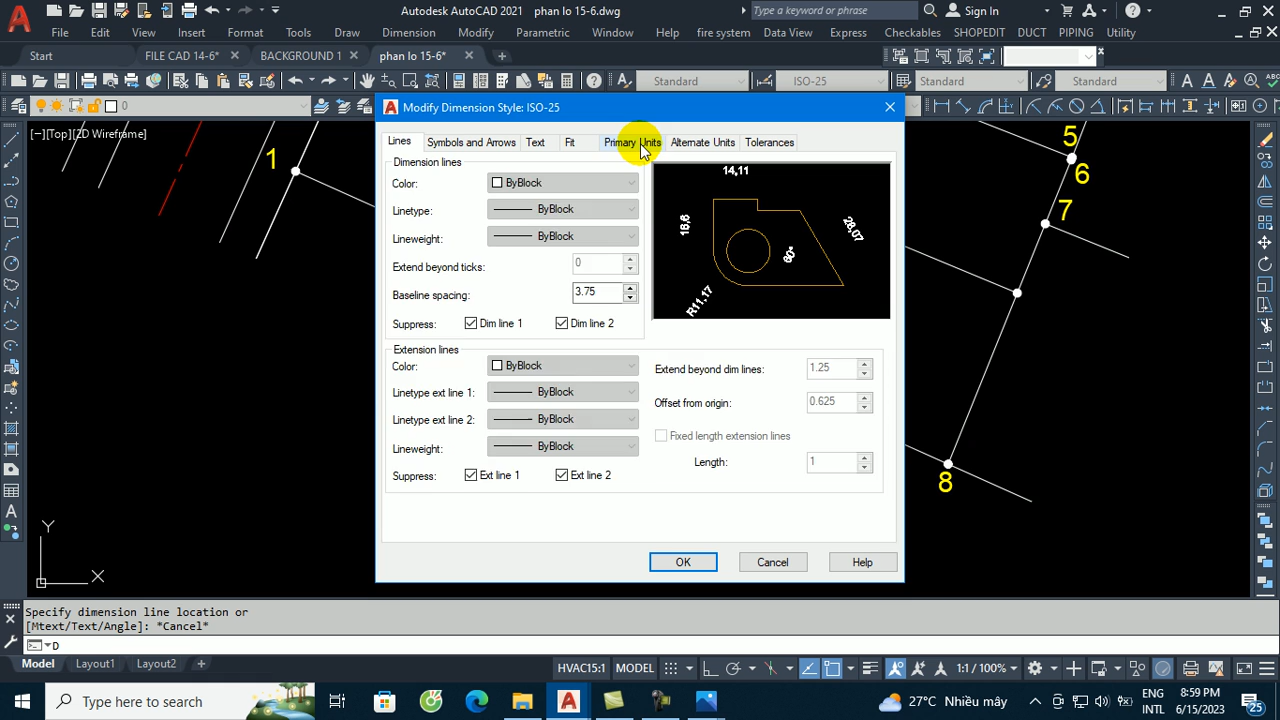 Autodesk AutoCAD 2021 phan lo 15-6.dwg
Type a keyword or phrase
Sign In
File Edit View Insert Format Tools Draw Dimension Modify Parametric Window Help fire system Data View Express Checkables SHOPEDIT DUCT PIPING Utility
Start FILE CAD 14-6* BACKGROUND 1 phan lo 15-6*
Standard ISO-25 Standard Standard
0
Modify Dimension Style: ISO-25
[−][Top][2D Wireframe]
Lines Symbols and Arrows Text Fit Primary Units Alternate Units Tolerances
Dimension lines
Color: ByBlock
Linetype: ByBlock
Lineweight: ByBlock
Extend beyond ticks: 0
Baseline spacing: 3.75
Suppress: Dim line 1 Dim line 2
14,11
16,6
28,07
60°
R11,17
Extension lines
Color: ByBlock
Linetype ext line 1: ByBlock
Linetype ext line 2: ByBlock
Lineweight: ByBlock
Suppress: Ext line 1 Ext line 2
Extend beyond dim lines: 1.25
Offset from origin: 0.625
Fixed length extension lines
Length: 1
OK Cancel Help
1
5
6
7
8
Y
X
Specify dimension line location or
[Mtext/Text/Angle]: *Cancel*
D
Model Layout1 Layout2
HVAC15:1 MODEL 1:1 / 100%
Type here to search
27°C Nhiều mây
ENG
INTL
8:59 PM
6/15/2023
25